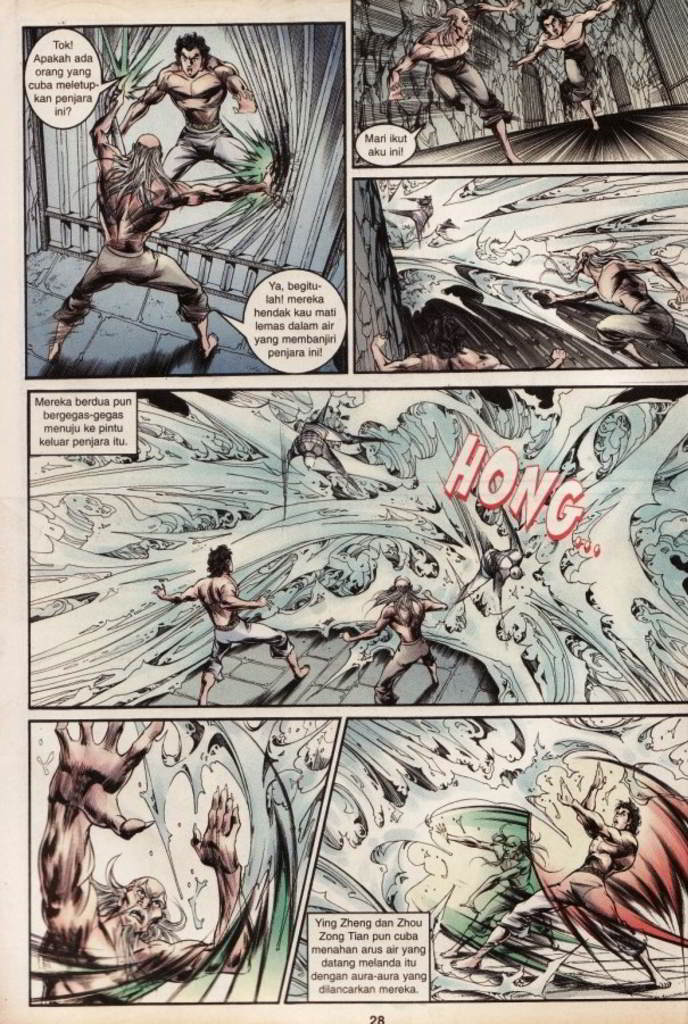 Tok!
Apakah ada
orang yang
cuba meletup-
kan penjara
ini?
Mari ikut
aku ini!
Ya, begitu-
lah! mereka
hendak kau mati
lemas dalam air
yang membanjiri
penjara ini!
Mereka berdua pun
bergegas-gegas
menuju ke pintu
keluar penjara itu.
HONG...
Ying Zheng dan Zhou
Zong Tian pun cuba
menahan arus air yang
datang melanda itu
dengan aura-aura yang
dilancarkan mereka.
28